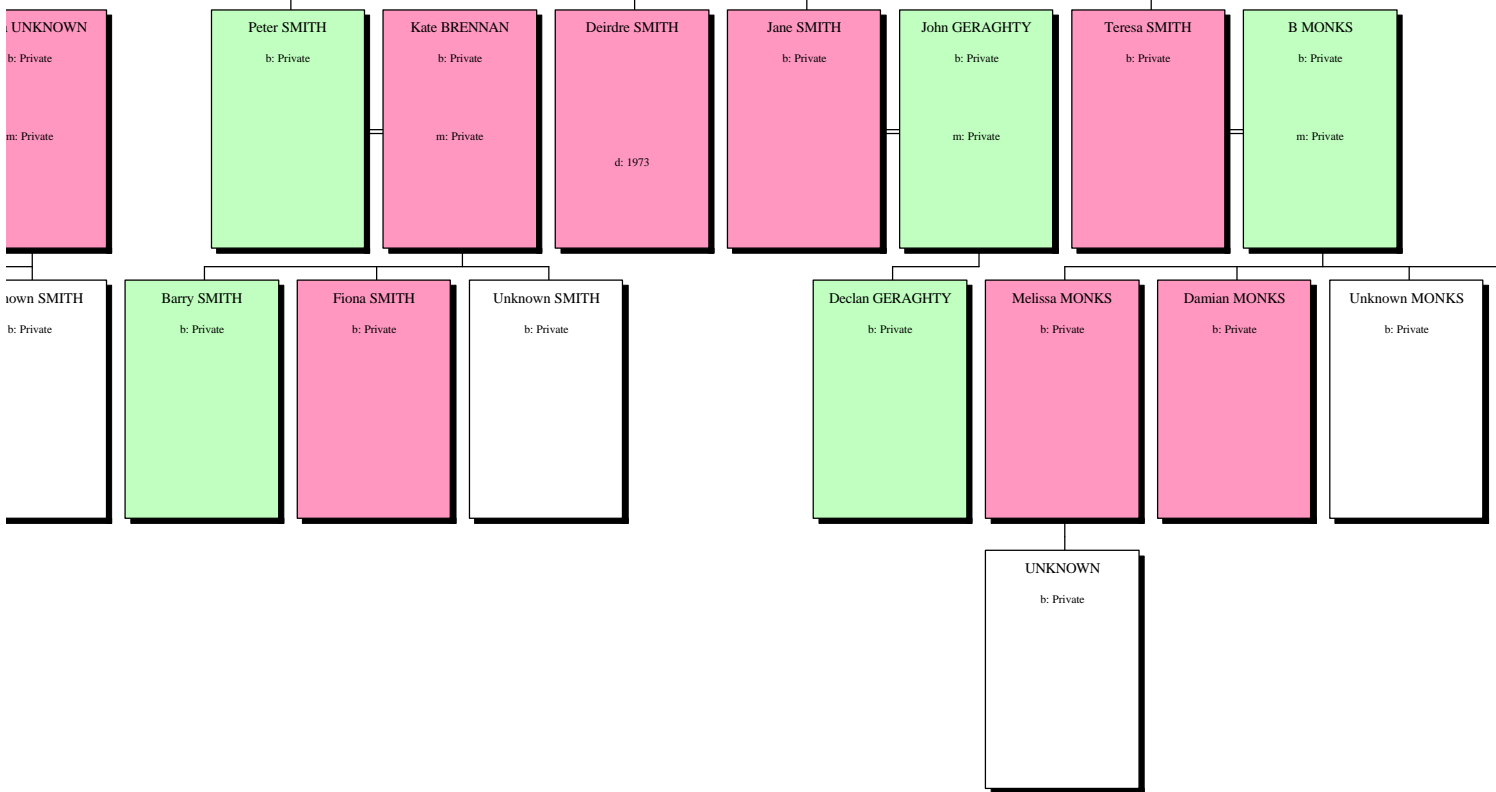 UNKNOWN
b: Private
m: Private
Peter SMITH
b: Private
Kate BRENNAN
b: Private
m: Private
Deirdre SMITH
d: 1973
Jane SMITH
b: Private
John GERAGHTY
b: Private
m: Private
Teresa SMITH
b: Private
B MONKS
b: Private
m: Private
SMITH
b: Private
Barry SMITH
b: Private
Fiona SMITH
b: Private
Unknown SMITH
b: Private
Declan GERAGHTY
b: Private
Melissa MONKS
b: Private
Damian MONKS
b: Private
Unknown MONKS
b: Private
UNKNOWN
b: Private